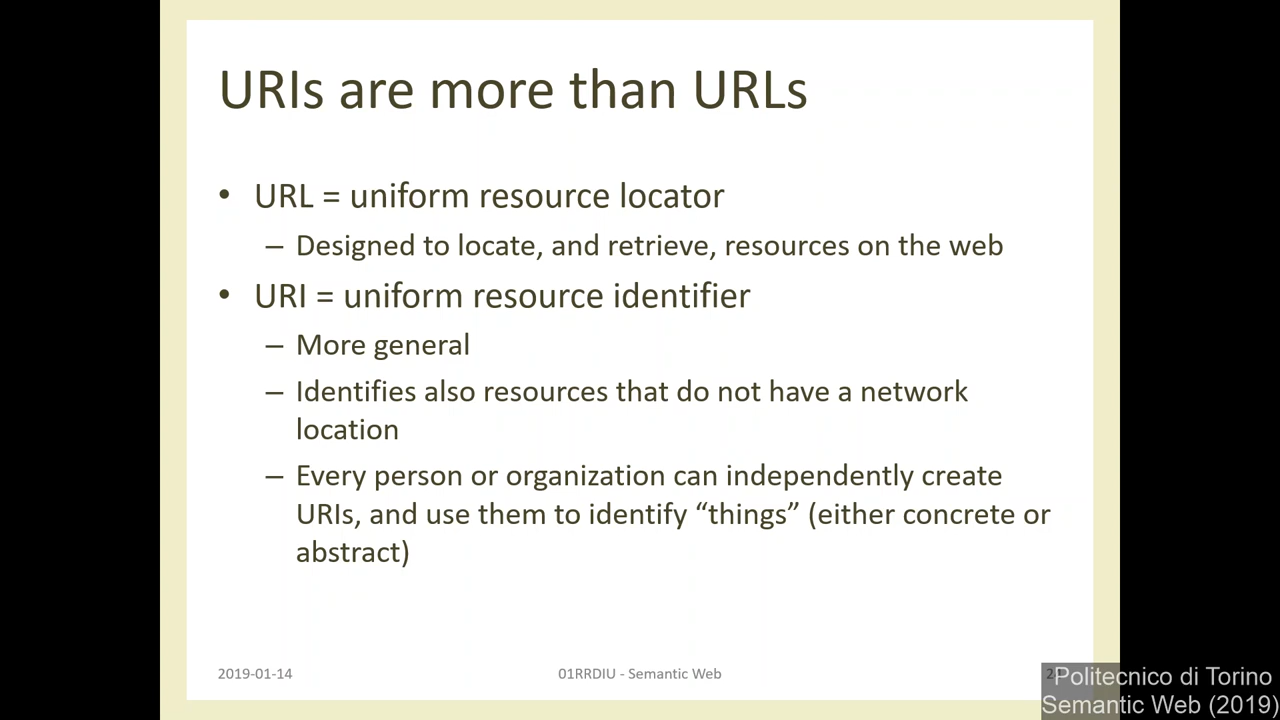 URIs are more than URLs
• URL = uniform resource locator
– Designed to locate, and retrieve, resources on the web
• URI = uniform resource identifier
– More general
– Identifies also resources that do not have a network
location
– Every person or organization can independently create
URIs, and use them to identify “things” (either concrete or
abstract)
2019-01-14
01RRDIU - Semantic Web
Politecnico di Torino
Semantic Web (2019)